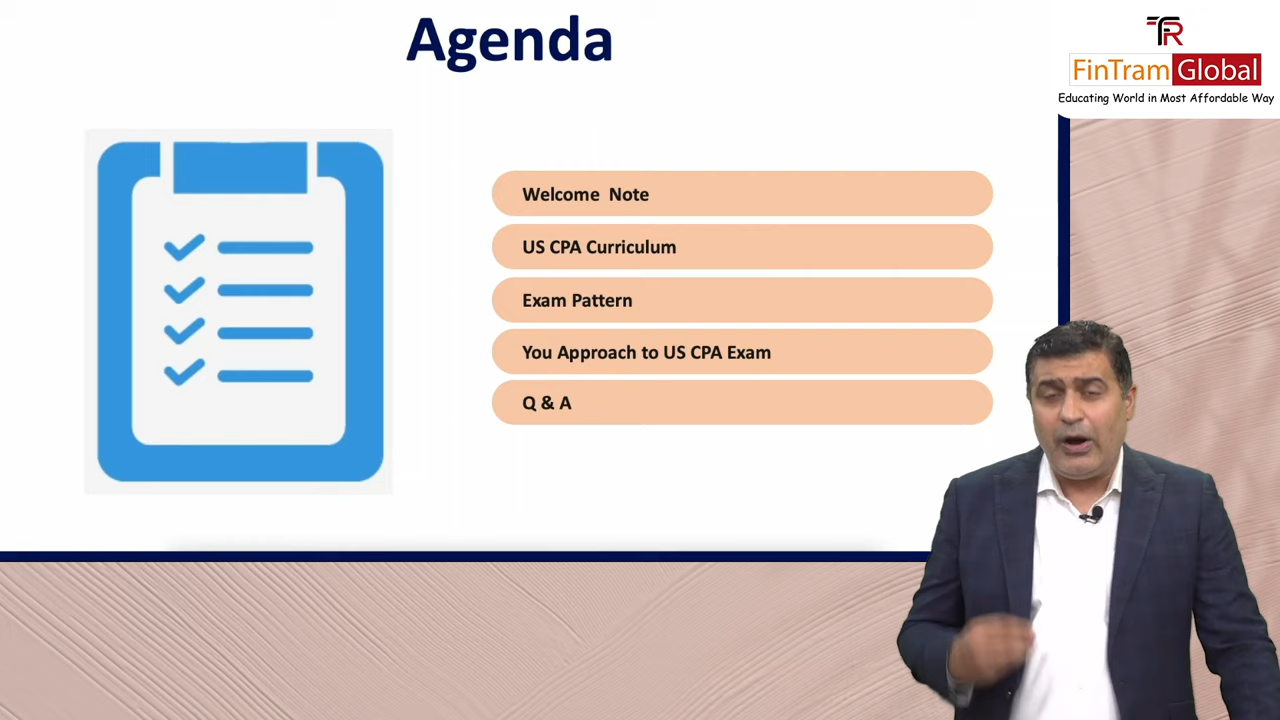 Agenda
TR
FinTram Global
Educating World in Most Affordable Way
Welcome Note
US CPA Curriculum
Exam Pattern
You Approach to US CPA Exam
Q & A